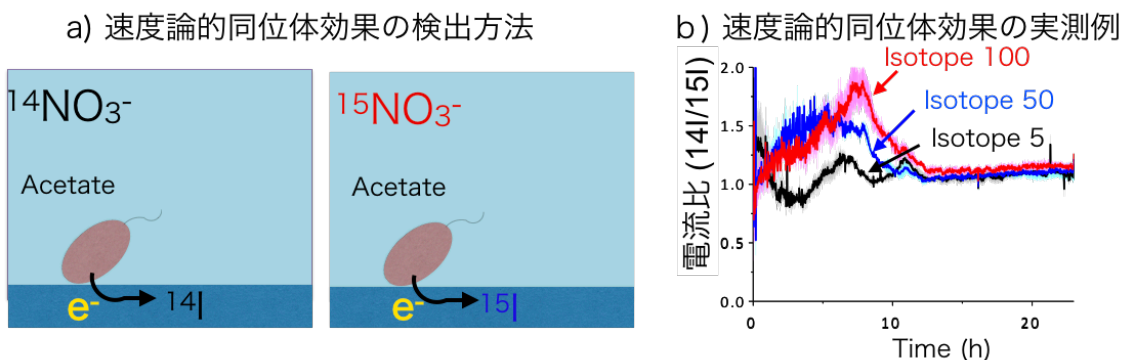 a) 速度論的同位体効果の検出方法
14NO3-
Acetate
e-
14I
15NO3-
Acetate
e-
15I
b) 速度論的同位体効果の実測例
電流比 (14I/15I)
2.0
1.5
1.0
0.5
0.0
Isotope 100
Isotope 50
Isotope 5
0
10
20
Time (h)